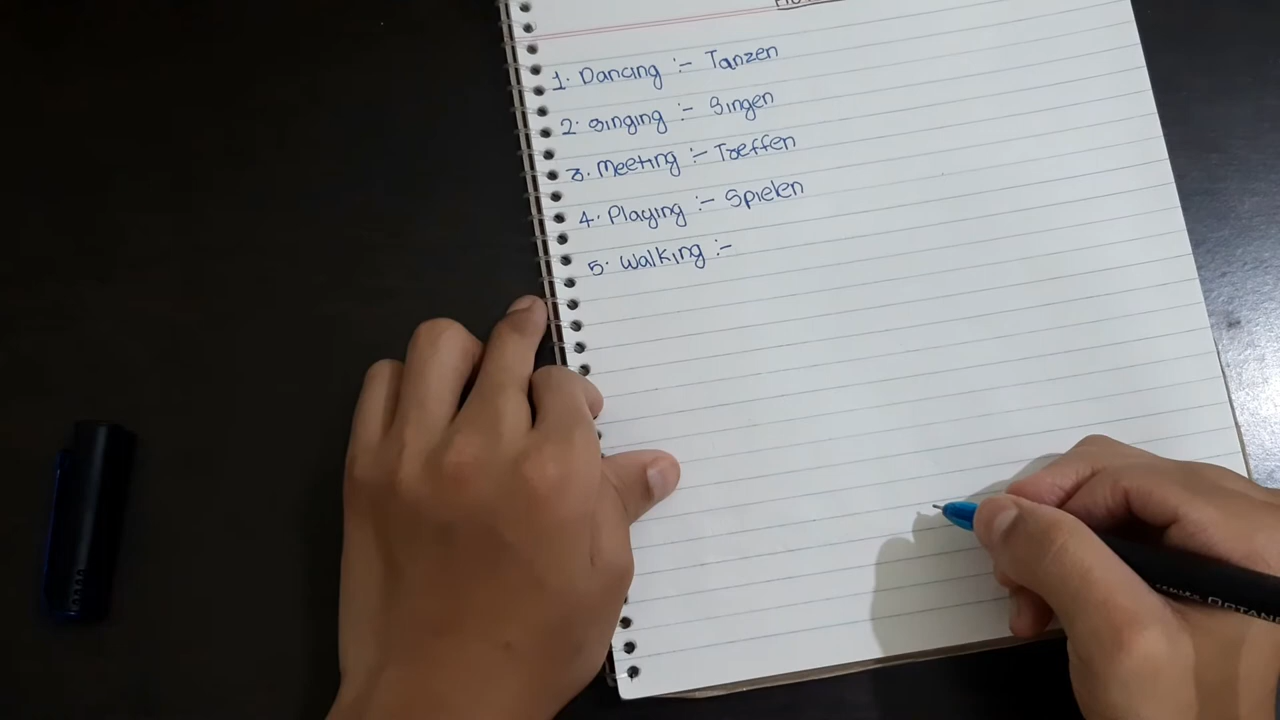 1. Dancing :- Tanzen
2. Singing :- Singen
3. Meeting :- Treffen
4. Playing :- Spielen
5. Walking :-